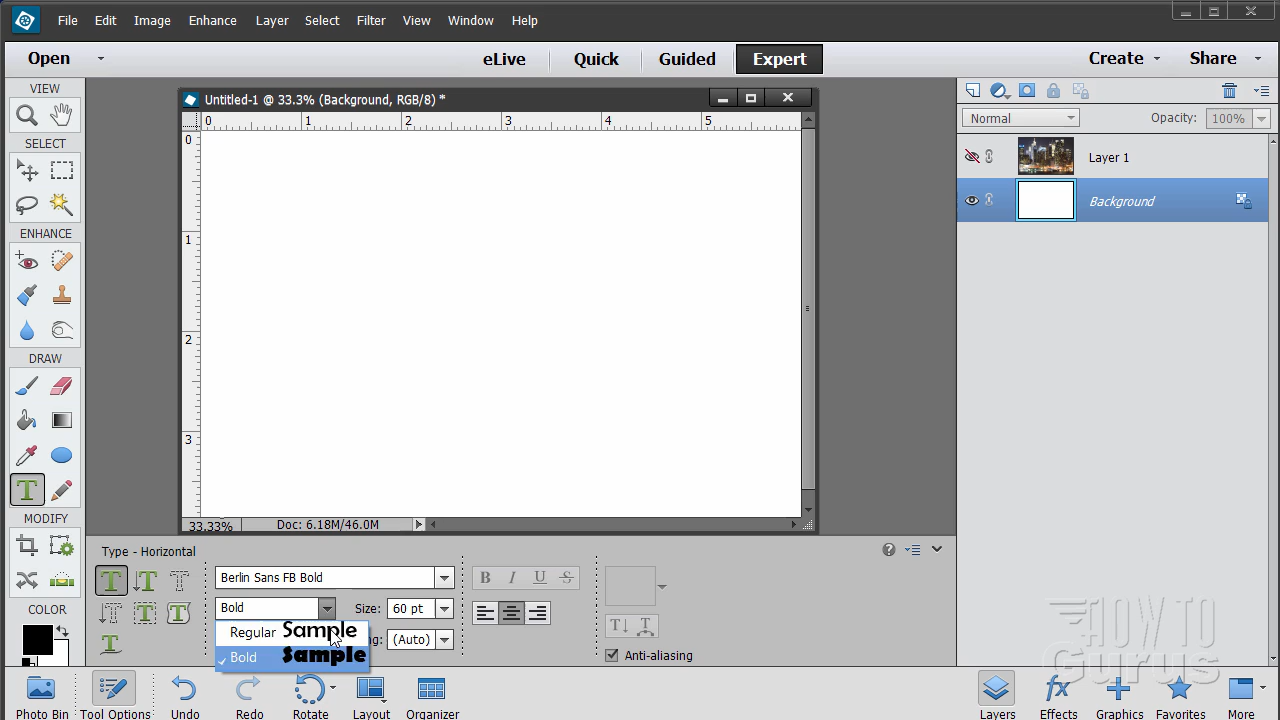 File Edit Image Enhance Layer Select Filter View Window Help
Open eLive Quick Guided Expert Create Share
VIEW
SELECT
ENHANCE
DRAW
MODIFY
COLOR
Untitled-1 @ 33.3% (Background, RGB/8) *
0 1 2 3 4 5
0
1
2
3
33.33% Doc: 6.18M/46.0M
Normal Opacity: 100%
Layer 1
Background
Type - Horizontal
Berlin Sans FB Bold
Bold Size: 60 pt
Regular Sample
Bold Sample
(Auto)
B I U S
Anti-aliasing
HOW TO
Gurus
Photo Bin Tool Options Undo Redo Rotate Layout Organizer Layers Effects Graphics Favorites More